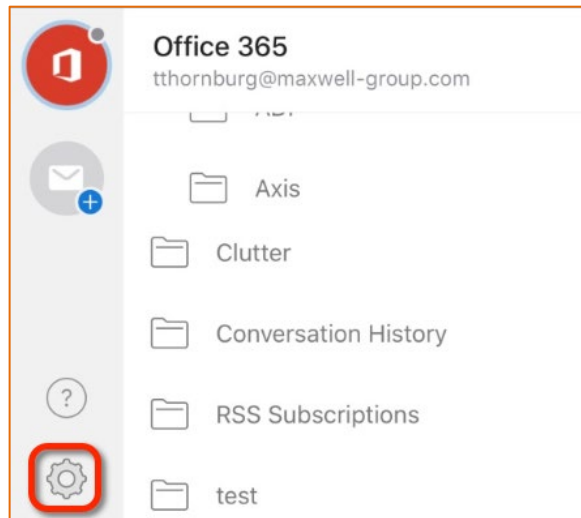 Office 365
tthornburg@maxwell-group.com
Axis
Clutter
Conversation History
?
RSS Subscriptions
test